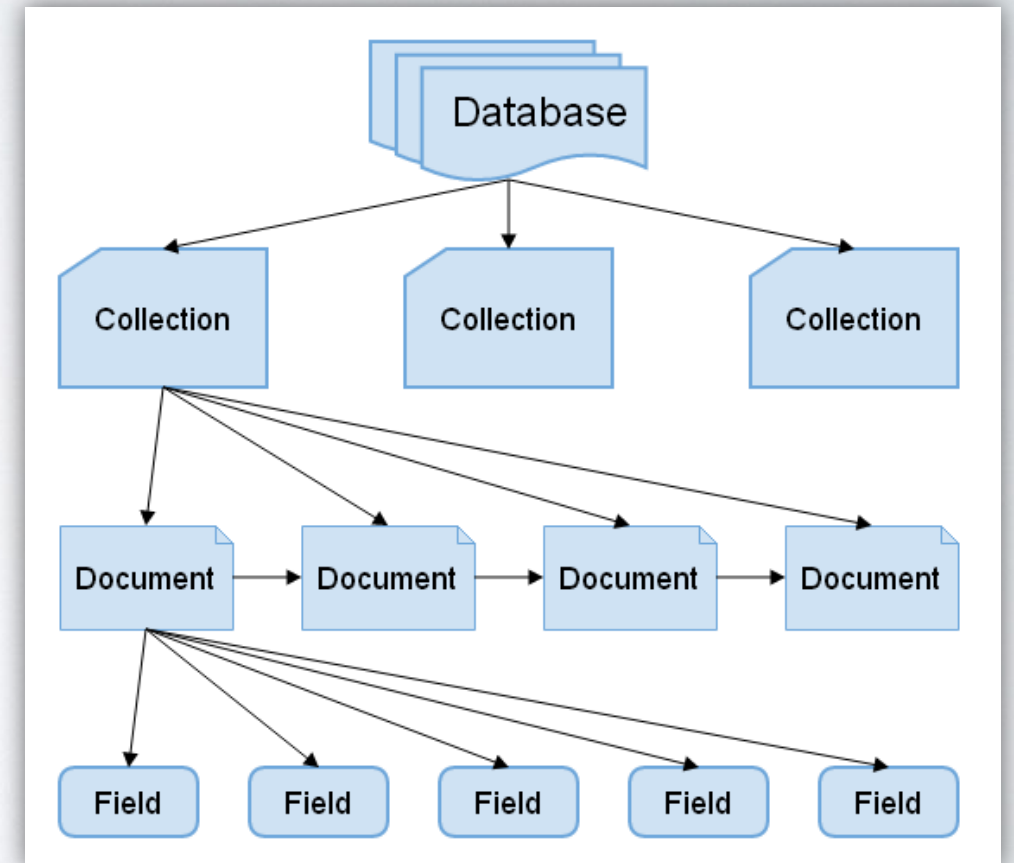 Database
Collection Collection Collection
Document Document Document Document
Field Field Field Field Field